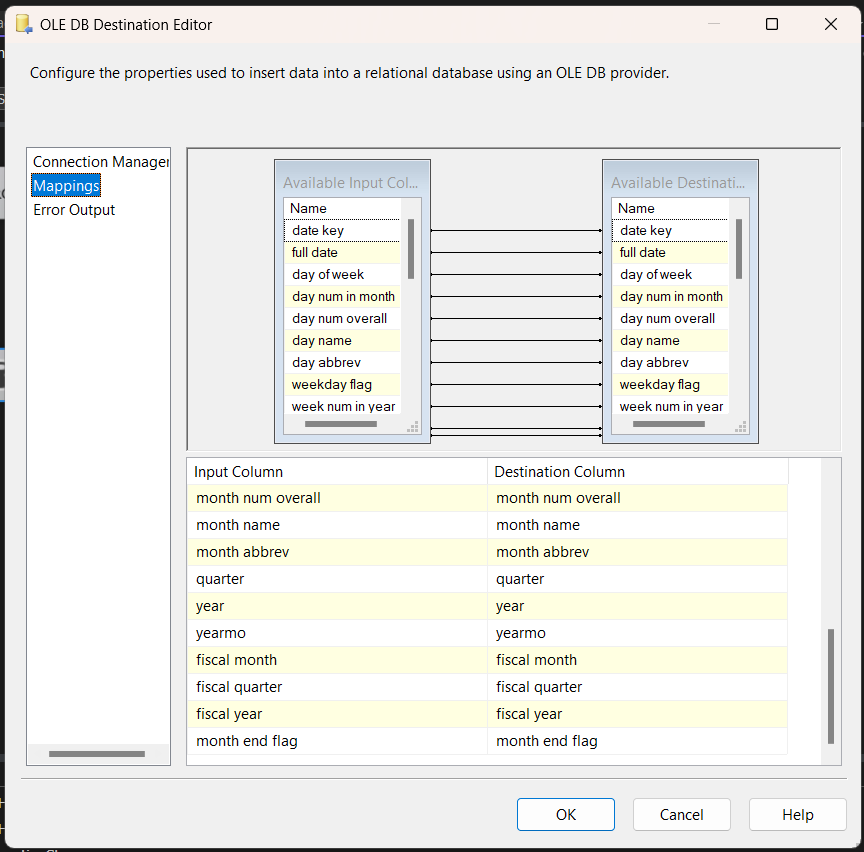 OLE DB Destination Editor
Configure the properties used to insert data into a relational database using an OLE DB provider.
Connection Manager
Mappings
Error Output
Available Input Col...
Name
date key
full date
day of week
day num in month
day num overall
day name
day abbrev
weekday flag
week num in year
Available Destinati...
Name
date key
full date
day of week
day num in month
day num overall
day name
day abbrev
weekday flag
week num in year
Input Column Destination Column
month num overall month num overall
month name month name
month abbrev month abbrev
quarter quarter
year year
yearmo yearmo
fiscal month fiscal month
fiscal quarter fiscal quarter
fiscal year fiscal year
month end flag month end flag
OK Cancel Help